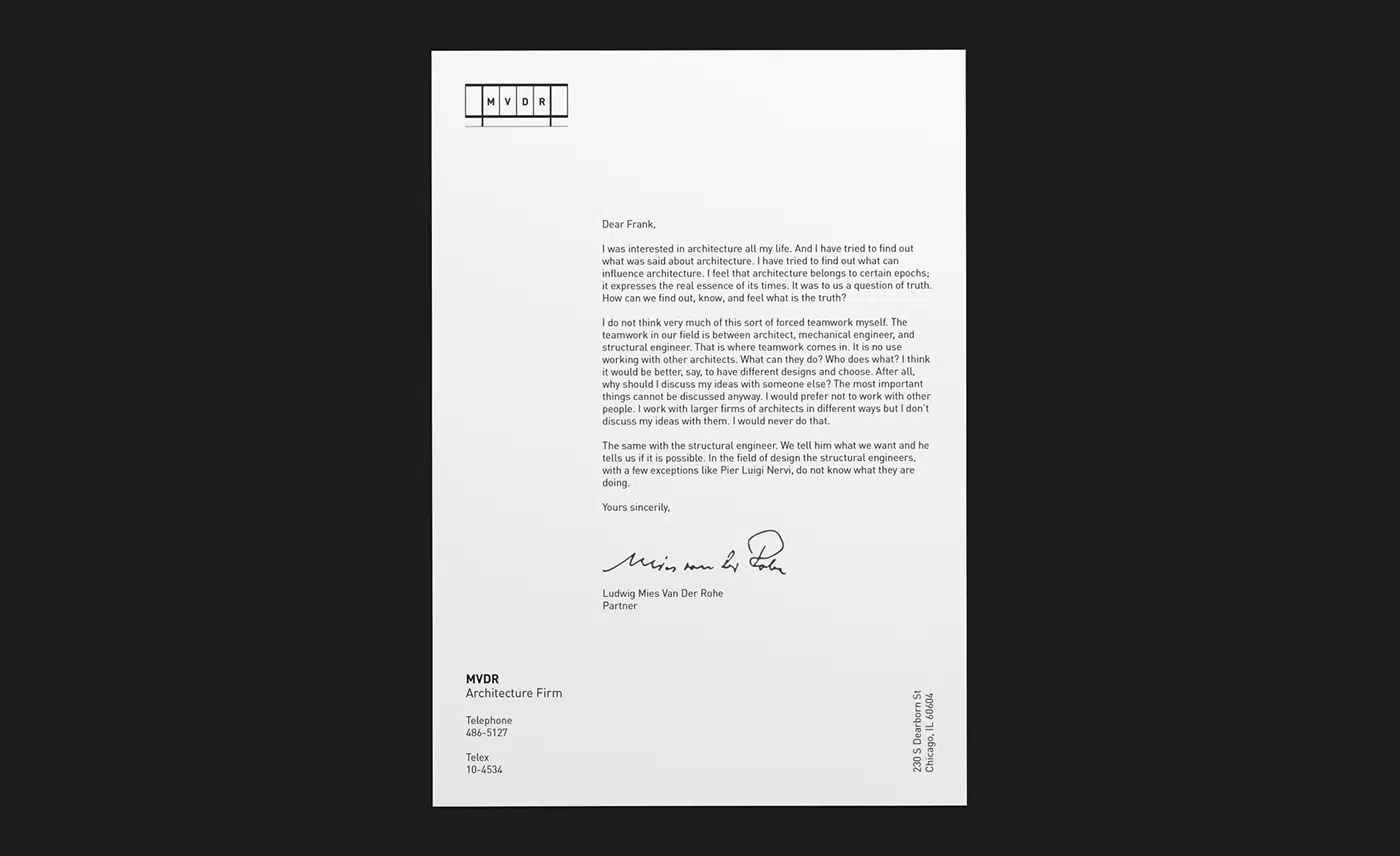 MVDR
Dear Frank,
I was interested in architecture all my life. And I have tried to find out
what was said about architecture. I have tried to find out what can
influence architecture. I feel that architecture belongs to certain epochs;
it expresses the real essence of its times. It was to us a question of truth.
How can we find out, know, and feel what is the truth?
I do not think very much of this sort of forced teamwork myself. The
teamwork in our field is between architect, mechanical engineer, and
structural engineer. That is where teamwork comes in. It is no use
working with other architects. What can they do? Who does what? I think
it would be better, say, to have different designs and choose. After all,
why should I discuss my ideas with someone else? The most important
things cannot be discussed anyway. I would prefer not to work with other
people. I work with larger firms of architects in different ways but I don't
discuss my ideas with them. I would never do that.
The same with the structural engineer. We tell him what we want and he
tells us if it is possible. In the field of design the structural engineers,
with a few exceptions like Pier Luigi Nervi, do not know what they are
doing.
Yours sincerily,
Mies van der Rohe
Ludwig Mies Van Der Rohe
Partner
MVDR
Architecture Firm
Telephone
486-5127
Telex
10-4534
230 S Dearborn St
Chicago, IL 60604